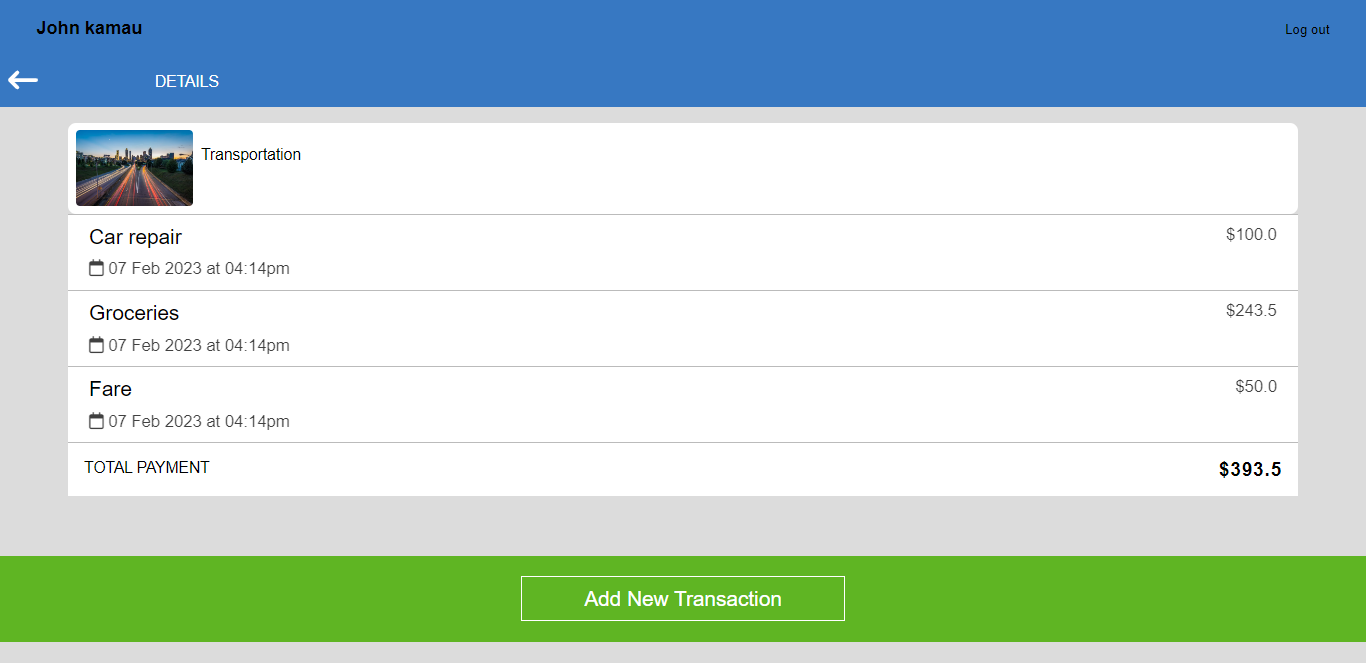 John kamau
Log out
DETAILS
Transportation
Car repair
$100.0
07 Feb 2023 at 04:14pm
Groceries
$243.5
07 Feb 2023 at 04:14pm
Fare
$50.0
07 Feb 2023 at 04:14pm
TOTAL PAYMENT
$393.5
Add New Transaction